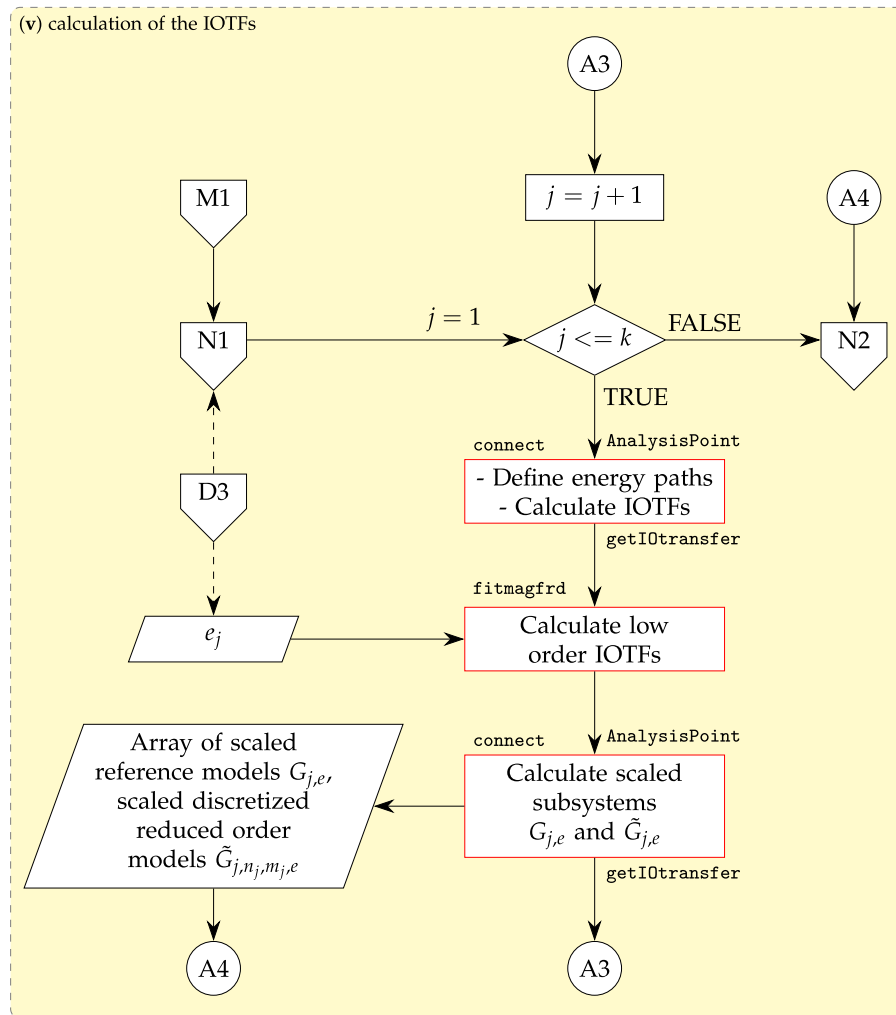 (v) calculation of the IOTFs
A3
M1
j = j + 1
A4
N1
j = 1
j <= k
FALSE
N2
TRUE
connect
AnalysisPoint
D3
- Define energy paths
- Calculate IOTFs
getIOtransfer
fitmagfrd
e_j
Calculate low
order IOTFs
connect
AnalysisPoint
Array of scaled
reference models G_{j,e},
scaled discretized
reduced order
models G̃_{j,n_j,m_j,e}
Calculate scaled
subsystems
G_{j,e} and G̃_{j,e}
getIOtransfer
A4
A3